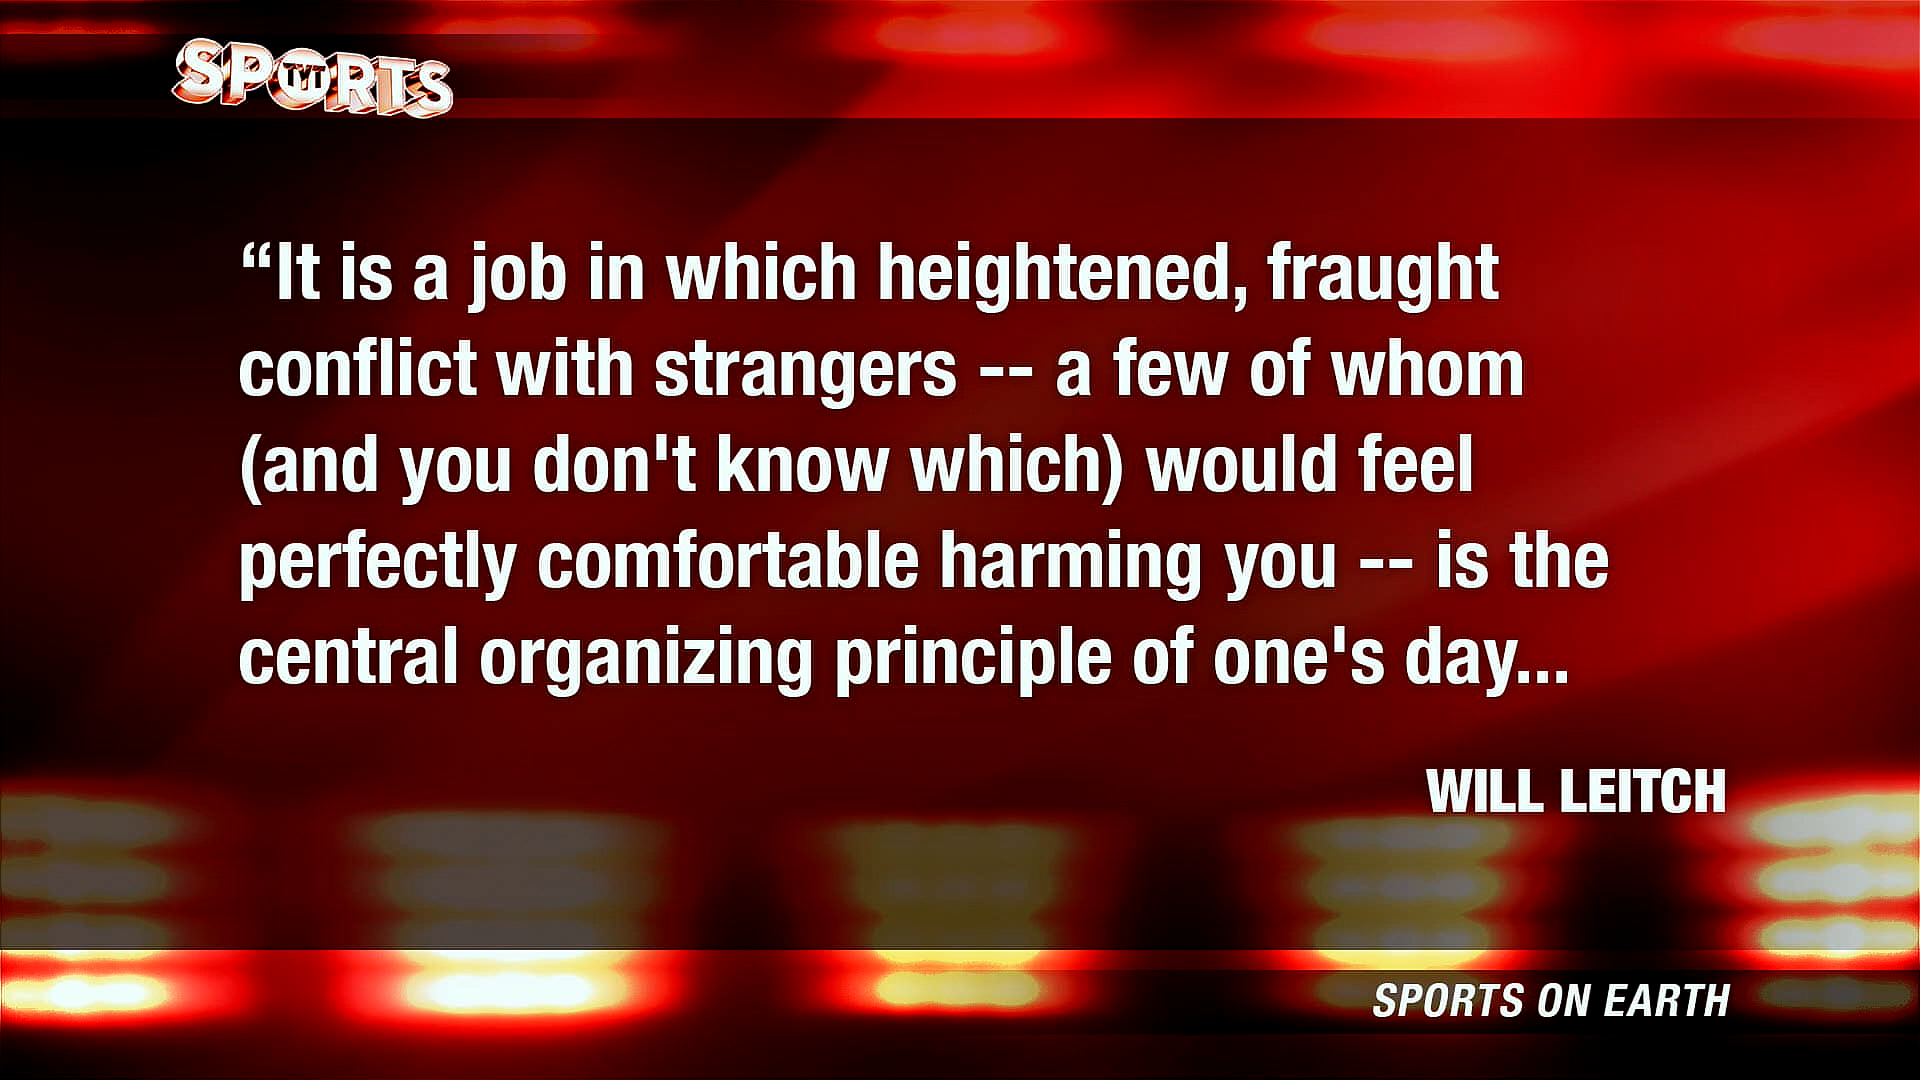 SPORTS
TYT
“It is a job in which heightened, fraught
conflict with strangers -- a few of whom
(and you don't know which) would feel
perfectly comfortable harming you -- is the
central organizing principle of one's day...
WILL LEITCH
SPORTS ON EARTH